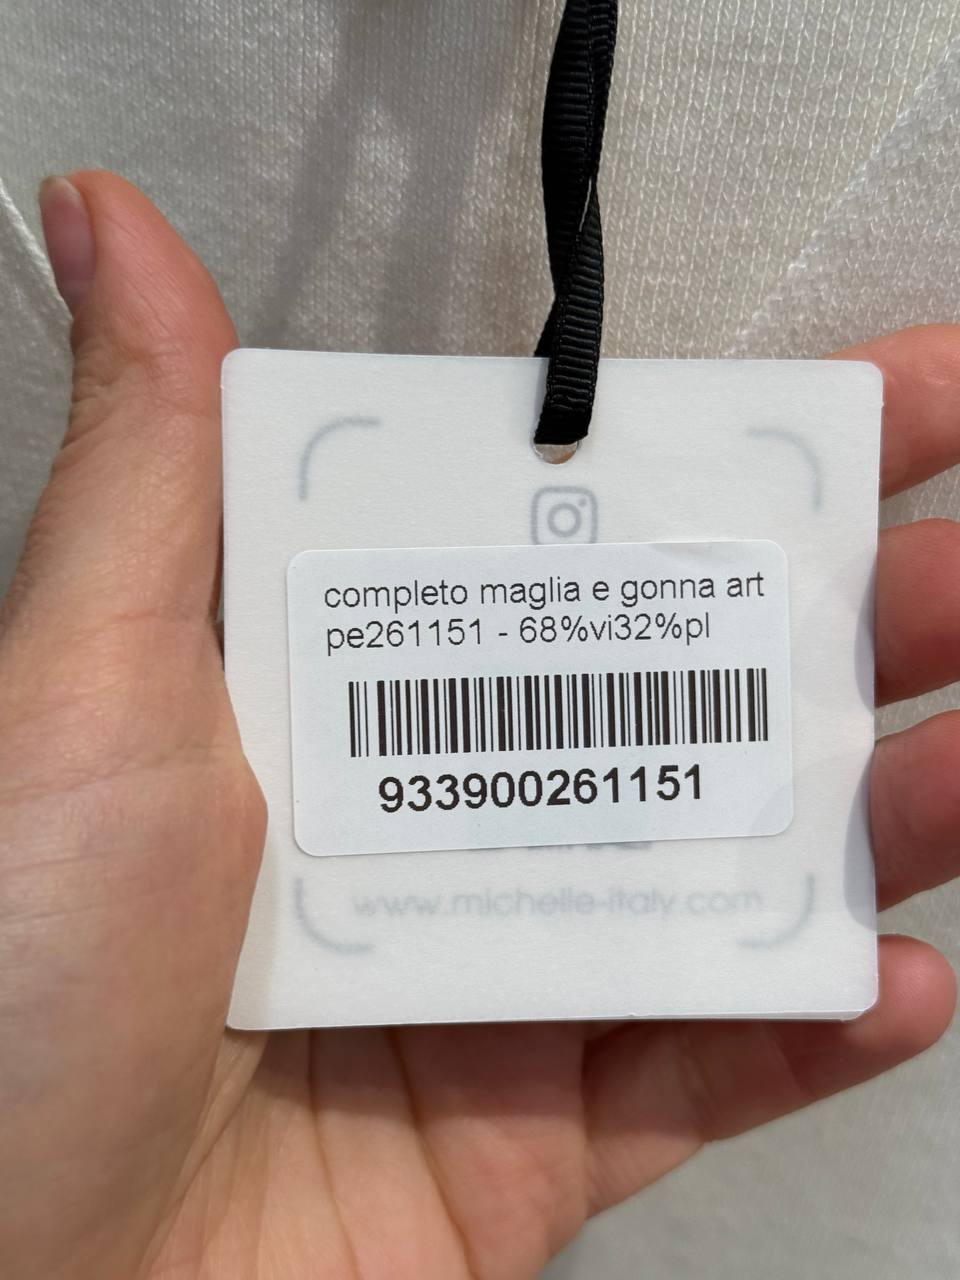 completo maglia e gonna art
pe261151 - 68%vi32%pl
933900261151
www.michelle-italy.com